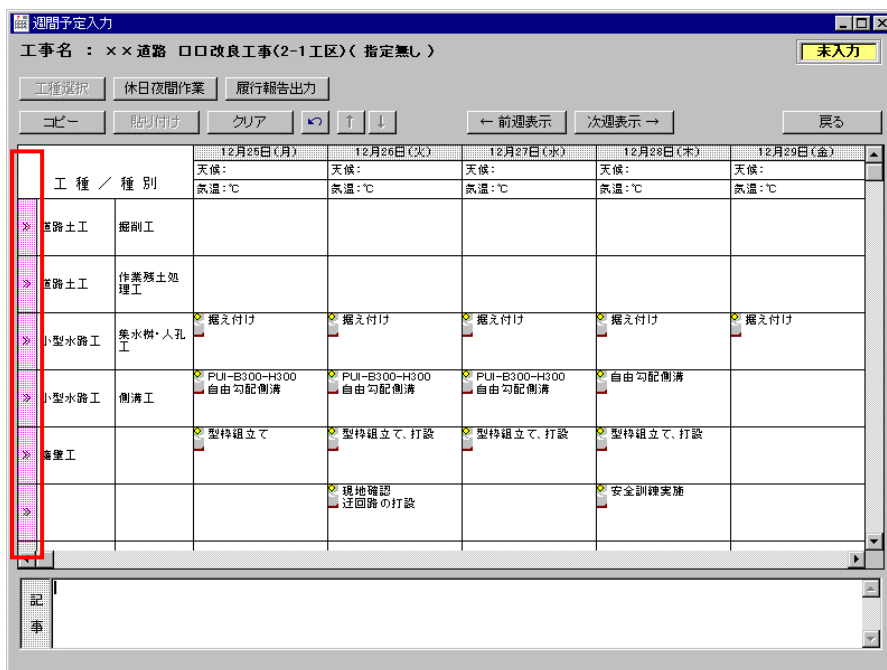 週間予定入力
工事名 : ××道路 ロロ改良工事(2-1工区)( 指定無し )
未入力
工種選択 休日夜間作業 履行報告出力
コピー 貼り付け クリア ↑ ↓ ← 前週表示 次週表示 → 戻る
工 種 / 種 別
12月25日(月) 12月26日(火) 12月27日(水) 12月28日(木) 12月29日(金)
天候: 天候: 天候: 天候: 天候:
気温:℃ 気温:℃ 気温:℃ 気温:℃ 気温:℃
» 道路土工 掘削工
» 道路土工 作業残土処
理工
» 小型水路工 集水桝・人孔
工
据え付け 据え付け 据え付け 据え付け 据え付け
» 小型水路工 側溝工
PUI-B300-H300 PUI-B300-H300 PUI-B300-H300 自由勾配側溝
自由勾配側溝 自由勾配側溝 自由勾配側溝
» 擁壁工
型枠組立て 型枠組立て、打設 型枠組立て、打設 型枠組立て、打設
»
現地確認 安全訓練実施
迂回路の打設
記
事